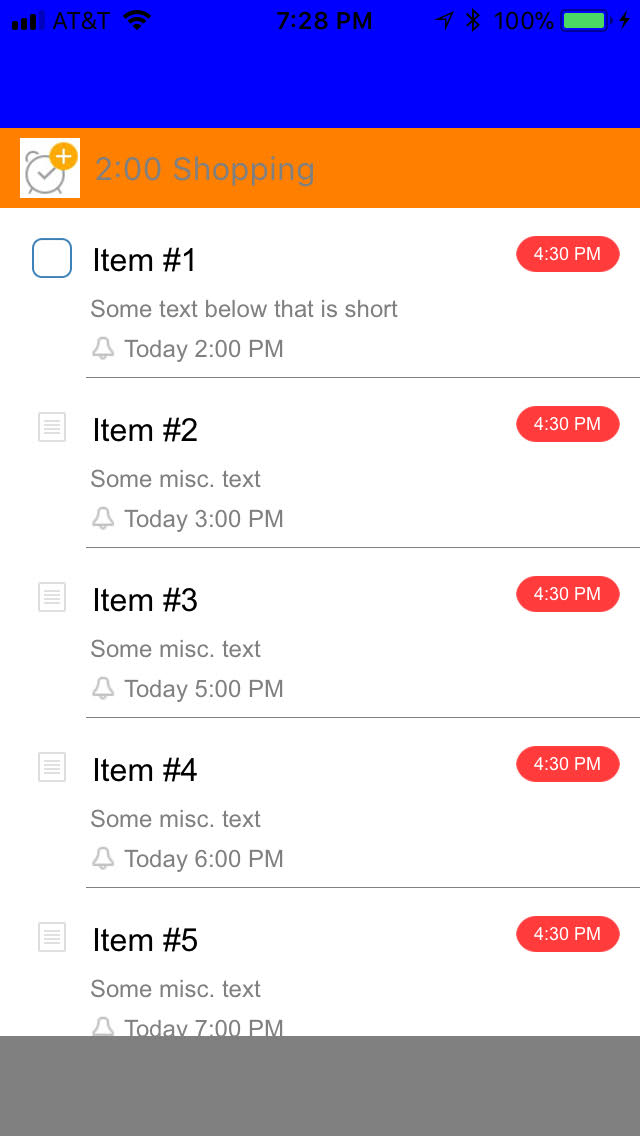 AT&T 7:28 PM 100%
2:00 Shopping
Item #1 4:30 PM
Some text below that is short
Today 2:00 PM
Item #2 4:30 PM
Some misc. text
Today 3:00 PM
Item #3 4:30 PM
Some misc. text
Today 5:00 PM
Item #4 4:30 PM
Some misc. text
Today 6:00 PM
Item #5 4:30 PM
Some misc. text
Today 7:00 PM